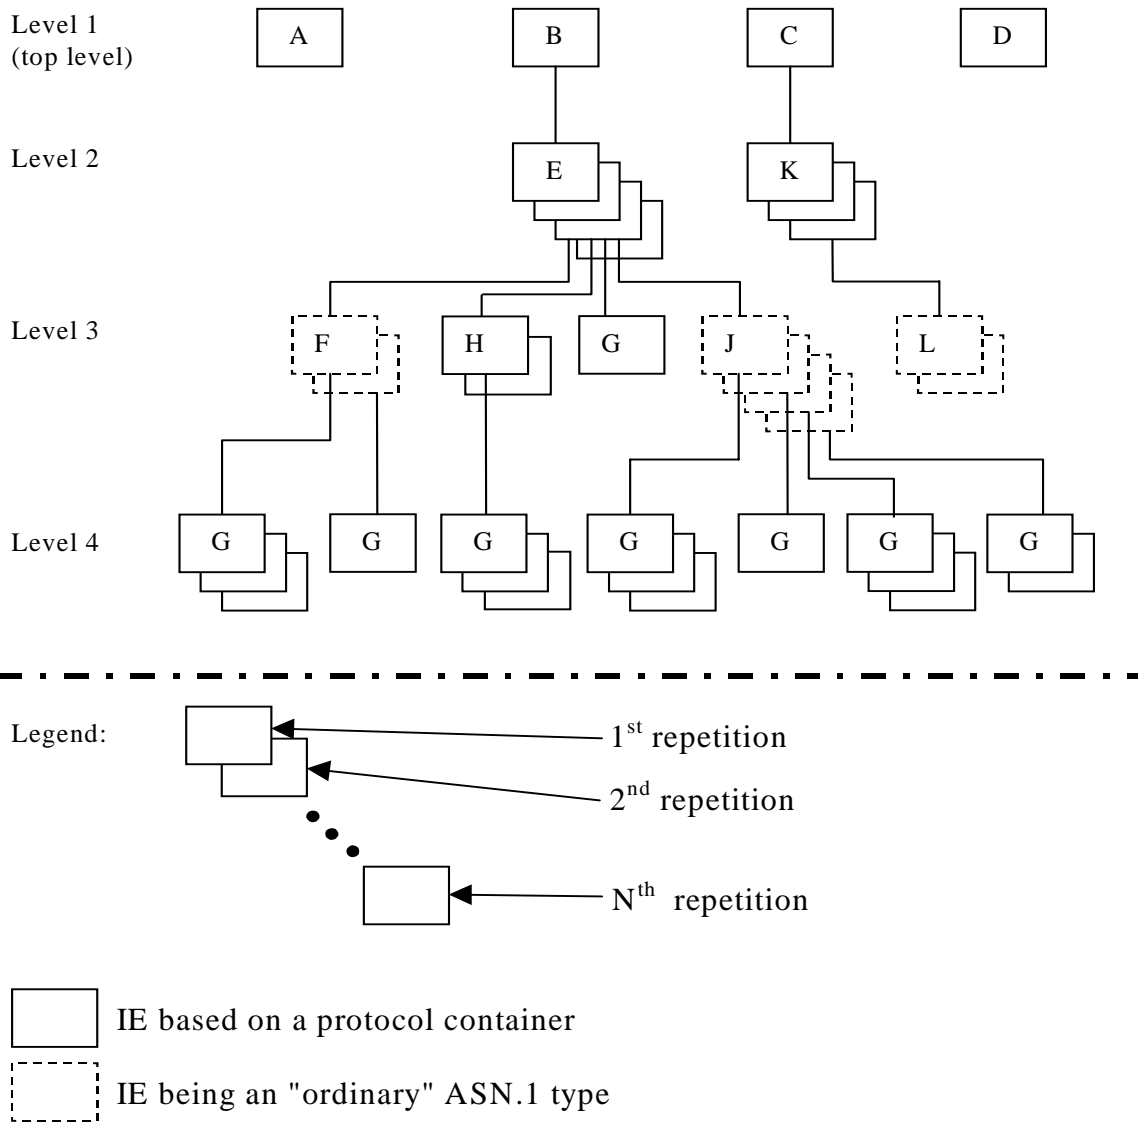 Level 1
(top level)
A B C D
Level 2
E K
Level 3
F H G J L
Level 4
G G G G G G G
Legend:
1st repetition
2nd repetition
Nth repetition
IE based on a protocol container
IE being an "ordinary" ASN.1 type